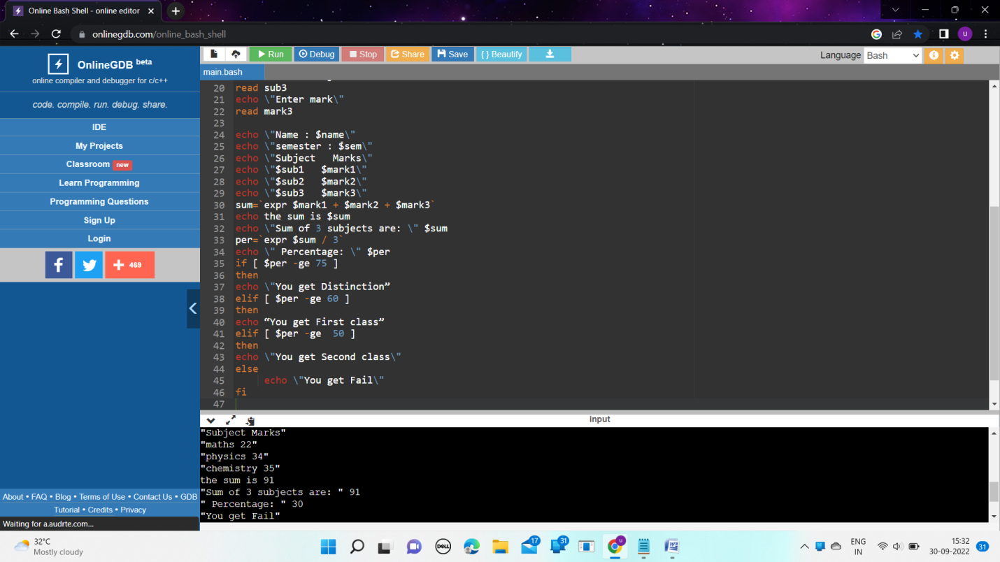 Online Bash Shell - online editor
onlinegdb.com/online_bash_shell
u
OnlineGDB beta
online compiler and debugger for c/c++
code. compile. run. debug. share.
IDE
My Projects
Classroom new
Learn Programming
Programming Questions
Sign Up
Login
469
About • FAQ • Blog • Terms of Use • Contact Us • GDB
Tutorial • Credits • Privacy
Waiting for a.audrte.com...
Run Debug Stop Share Save { } Beautify
Language Bash
main.bash
20 read sub3
21 echo \"Enter mark\"
22 read mark3
23
24 echo \"Name : $name\"
25 echo \"semester : $sem\"
26 echo \"Subject   Marks\"
27 echo \"$sub1   $mark1\"
28 echo \"$sub2   $mark2\"
29 echo \"$sub3   $mark3\"
30 sum=`expr $mark1 + $mark2 + $mark3`
31 echo the sum is $sum
32 echo \"Sum of 3 subjects are: \" $sum
33 per=`expr $sum / 3`
34 echo \" Percentage: \" $per
35 if [ $per -ge 75 ]
36 then
37 echo \"You get Distinction”
38 elif [ $per -ge 60 ]
39 then
40 echo “You get First class”
41 elif [ $per -ge  50 ]
42 then
43 echo \"You get Second class\"
44 else
45      echo \"You get Fail\"
46 fi
47
input
"Subject Marks"
"maths 22"
"physics 34"
"chemistry 35"
the sum is 91
"Sum of 3 subjects are: " 91
" Percentage: " 30
"You get Fail"
32°C
Mostly cloudy
DELL
17
31
u
ENG
IN
15:32
30-09-2022
31